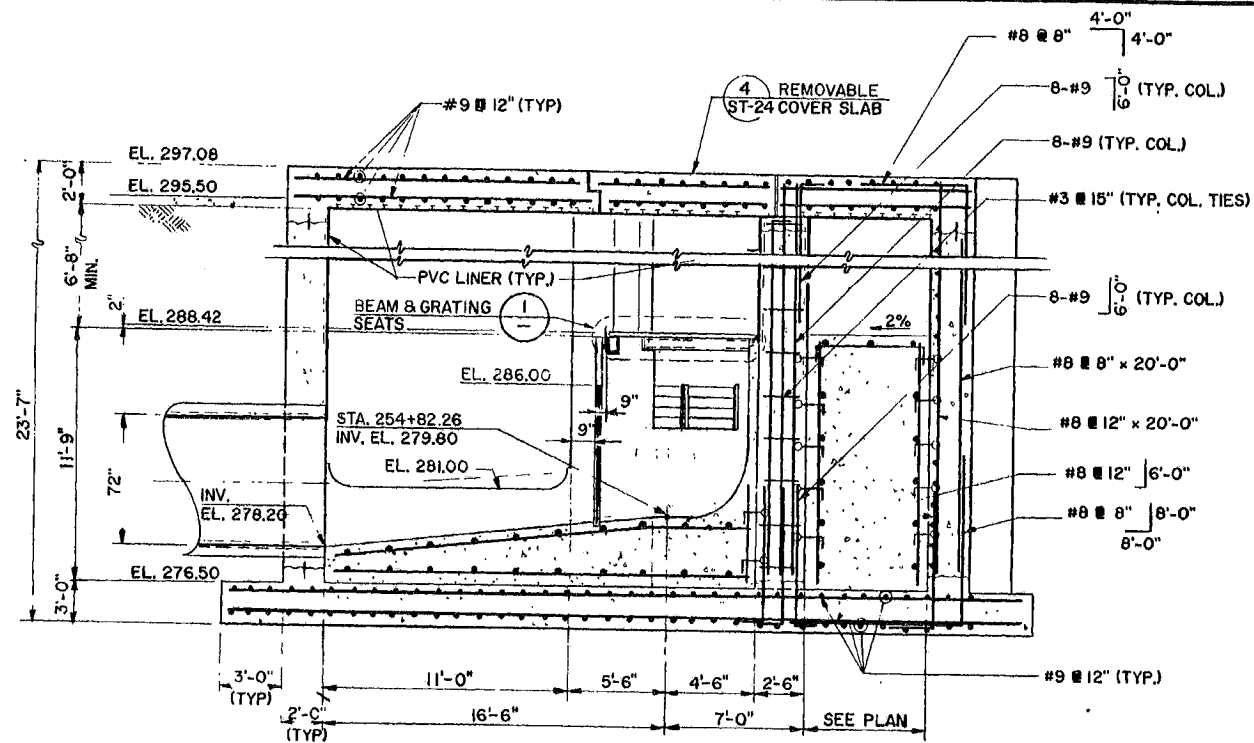 4'-0"
#8 @ 8" 4'-0"
8-#9 6'-0" (TYP. COL.)
4 REMOVABLE
ST-24 COVER SLAB
#9 @ 12" (TYP)
8-#9 (TYP. COL.)
EL. 297.08
2'-0"
EL. 295.50
#3 @ 15" (TYP. COL. TIES)
6'-8"
MIN.
PVC LINER (TYP.)
8-#9 6'-0" (TYP. COL.)
BEAM & GRATING
SEATS
1
2"
EL. 288.42
2%
#8 @ 8" x 20'-0"
EL. 286.00
9"
STA. 254+82.26
INV. EL. 279.80
9"
#8 @ 12" x 20'-0"
23'-7"
11'-9"
72"
EL. 281.00
#8 @ 12" 6'-0"
INV.
EL. 278.20
#8 @ 8" 8'-0"
8'-0"
EL. 276.50
3'-0"
#9 @ 12" (TYP.)
3'-0"
(TYP)
11'-0"
5'-6"
4'-6"
2'-6"
2'-0"
(TYP)
16'-6"
7'-0"
SEE PLAN